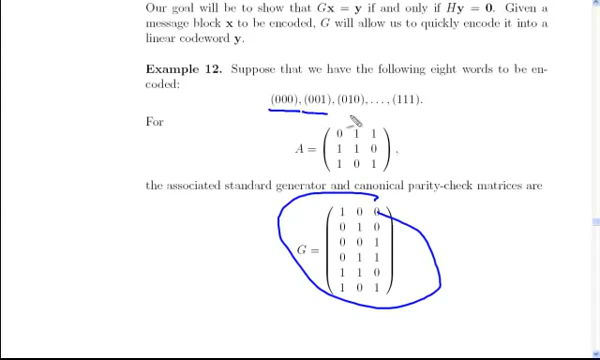 Our goal will be to show that Gx = y if and only if Hy = 0. Given a
message block x to be encoded, G will allow us to quickly encode it into a
linear codeword y.
Example 12. Suppose that we have the following eight words to be en-
coded:
(000), (001), (010), . . . , (111).
For
0 1 1
A = ( 1 1 0 ) ,
1 0 1
the associated standard generator and canonical parity-check matrices are
1 0 0
0 1 0
0 0 1
G =
0 1 1
1 1 0
1 0 1